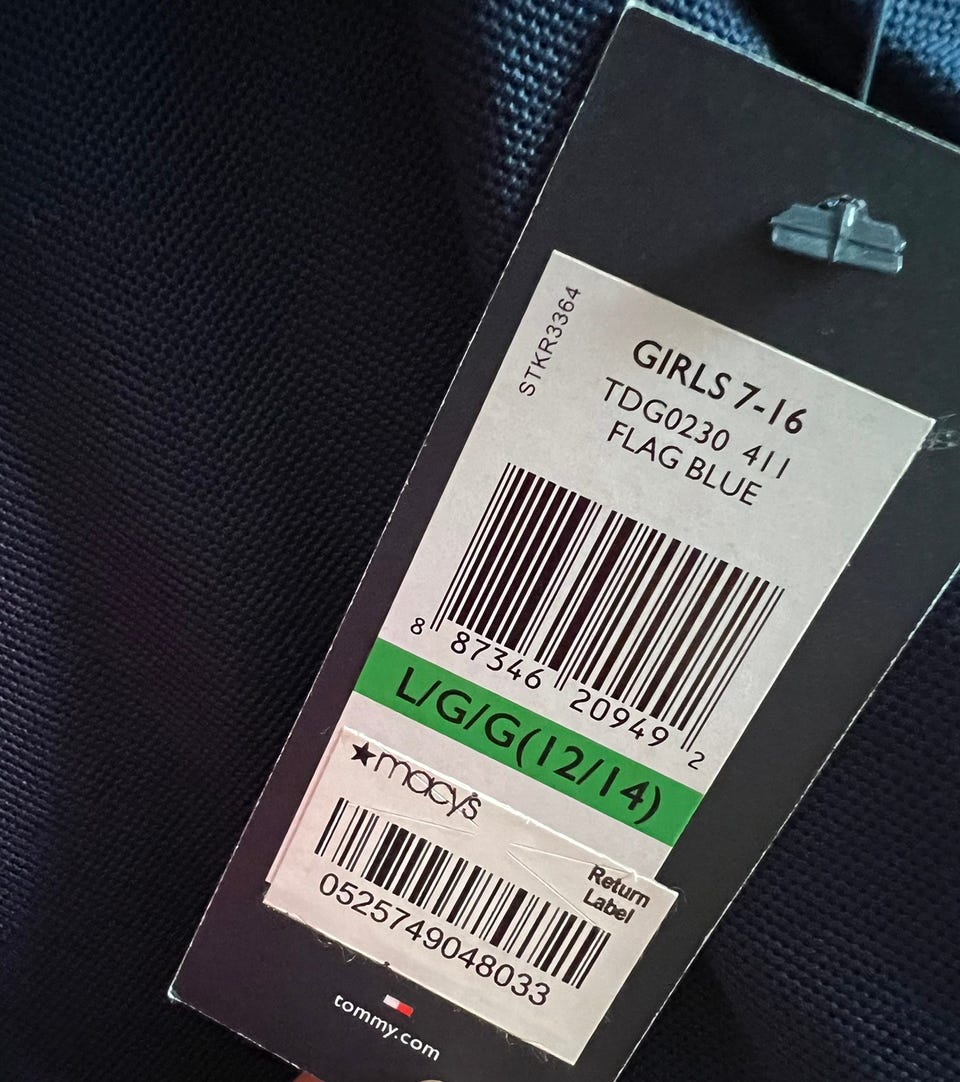 STKR3364
GIRLS 7-16
TDG0230 411
FLAG BLUE
8 87346 20949 2
L/G/G(12/14)
macy's
Return
Label
0525749048033
tommy.com